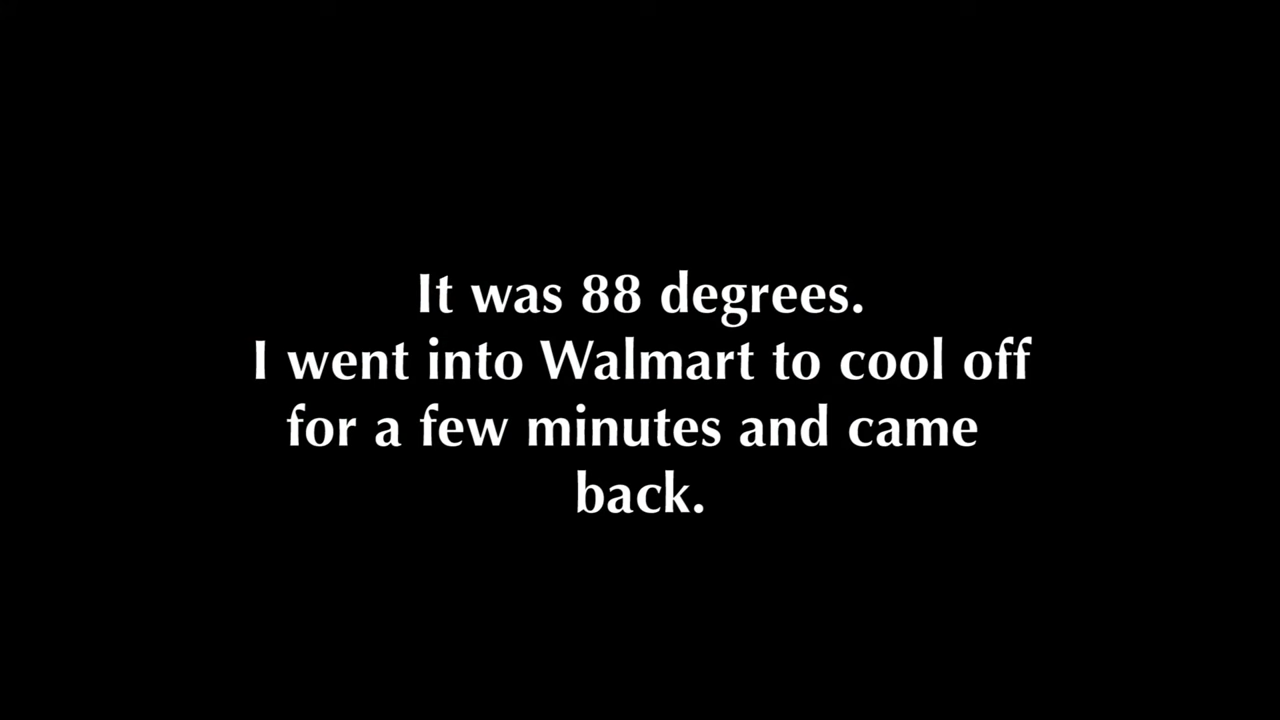 It was 88 degrees.
I went into Walmart to cool off
for a few minutes and came
back.